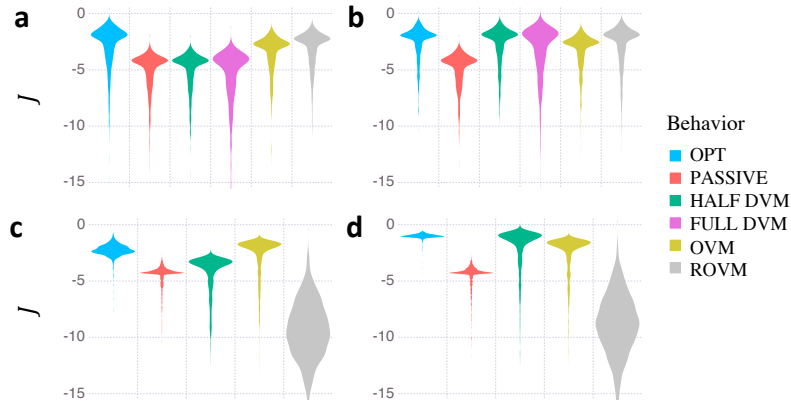 a
0
-5
-10
-15
J
b
0
-5
-10
-15
Behavior
OPT
PASSIVE
HALF DVM
FULL DVM
OVM
ROVM
c
0
-5
-10
-15
J
d
0
-5
-10
-15